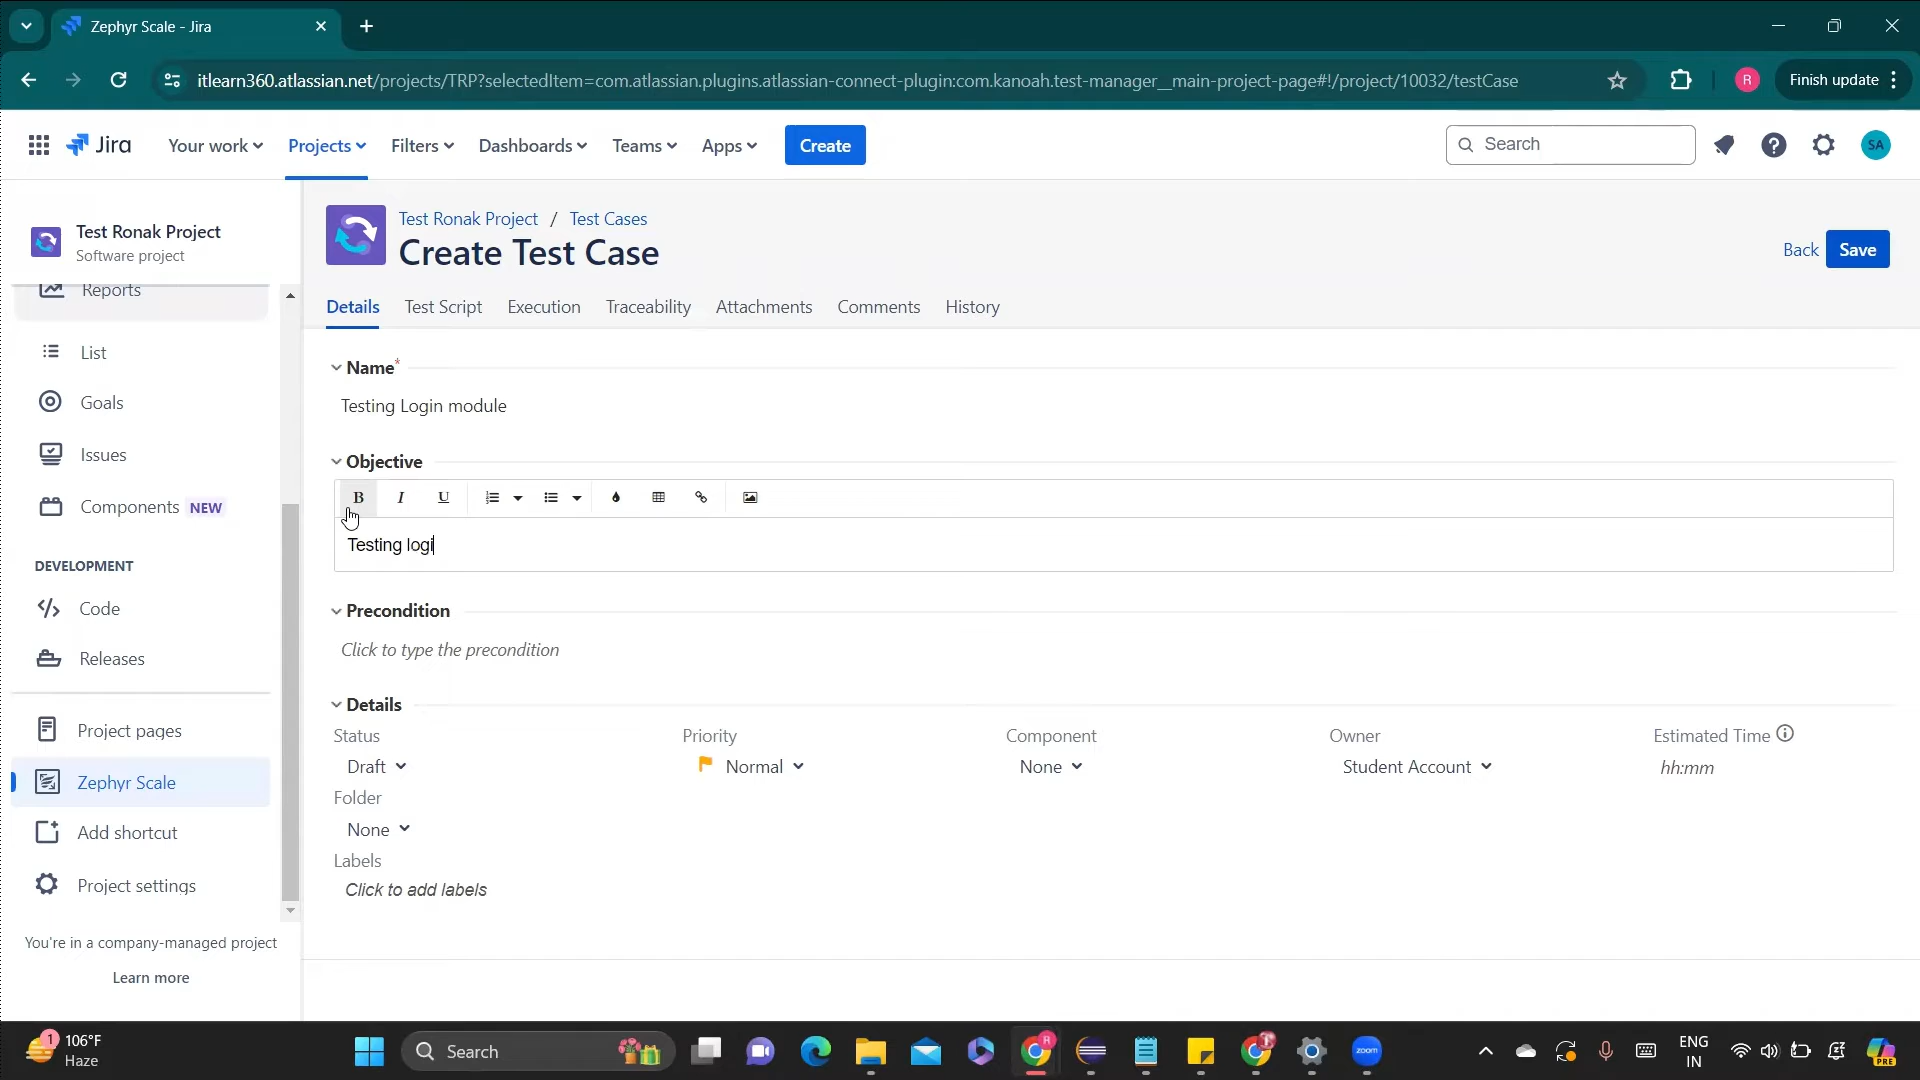 Zephyr Scale - Jira
itlearn360.atlassian.net/projects/TRP?selectedItem=com.atlassian.plugins.atlassian-connect-plugin:com.kanoah.test-manager__main-project-page#!/project/10032/testCase
R
Finish update
Jira
Your work
Projects
Filters
Dashboards
Teams
Apps
Create
Search
SA
Test Ronak Project
Software project
Reports
List
Goals
Issues
Components NEW
DEVELOPMENT
Code
Releases
Project pages
Zephyr Scale
Add shortcut
Project settings
You're in a company-managed project
Learn more
Test Ronak Project / Test Cases
Create Test Case
Back
Save
Details Test Script Execution Traceability Attachments Comments History
Name*
Testing Login module
Objective
B I U
Testing logi
Precondition
Click to type the precondition
Details
Status
Draft
Priority
Normal
Component
None
Owner
Student Account
Estimated Time
hh:mm
Folder
None
Labels
Click to add labels
1
106°F
Haze
Search
R
zoom
ENG
IN
PRE